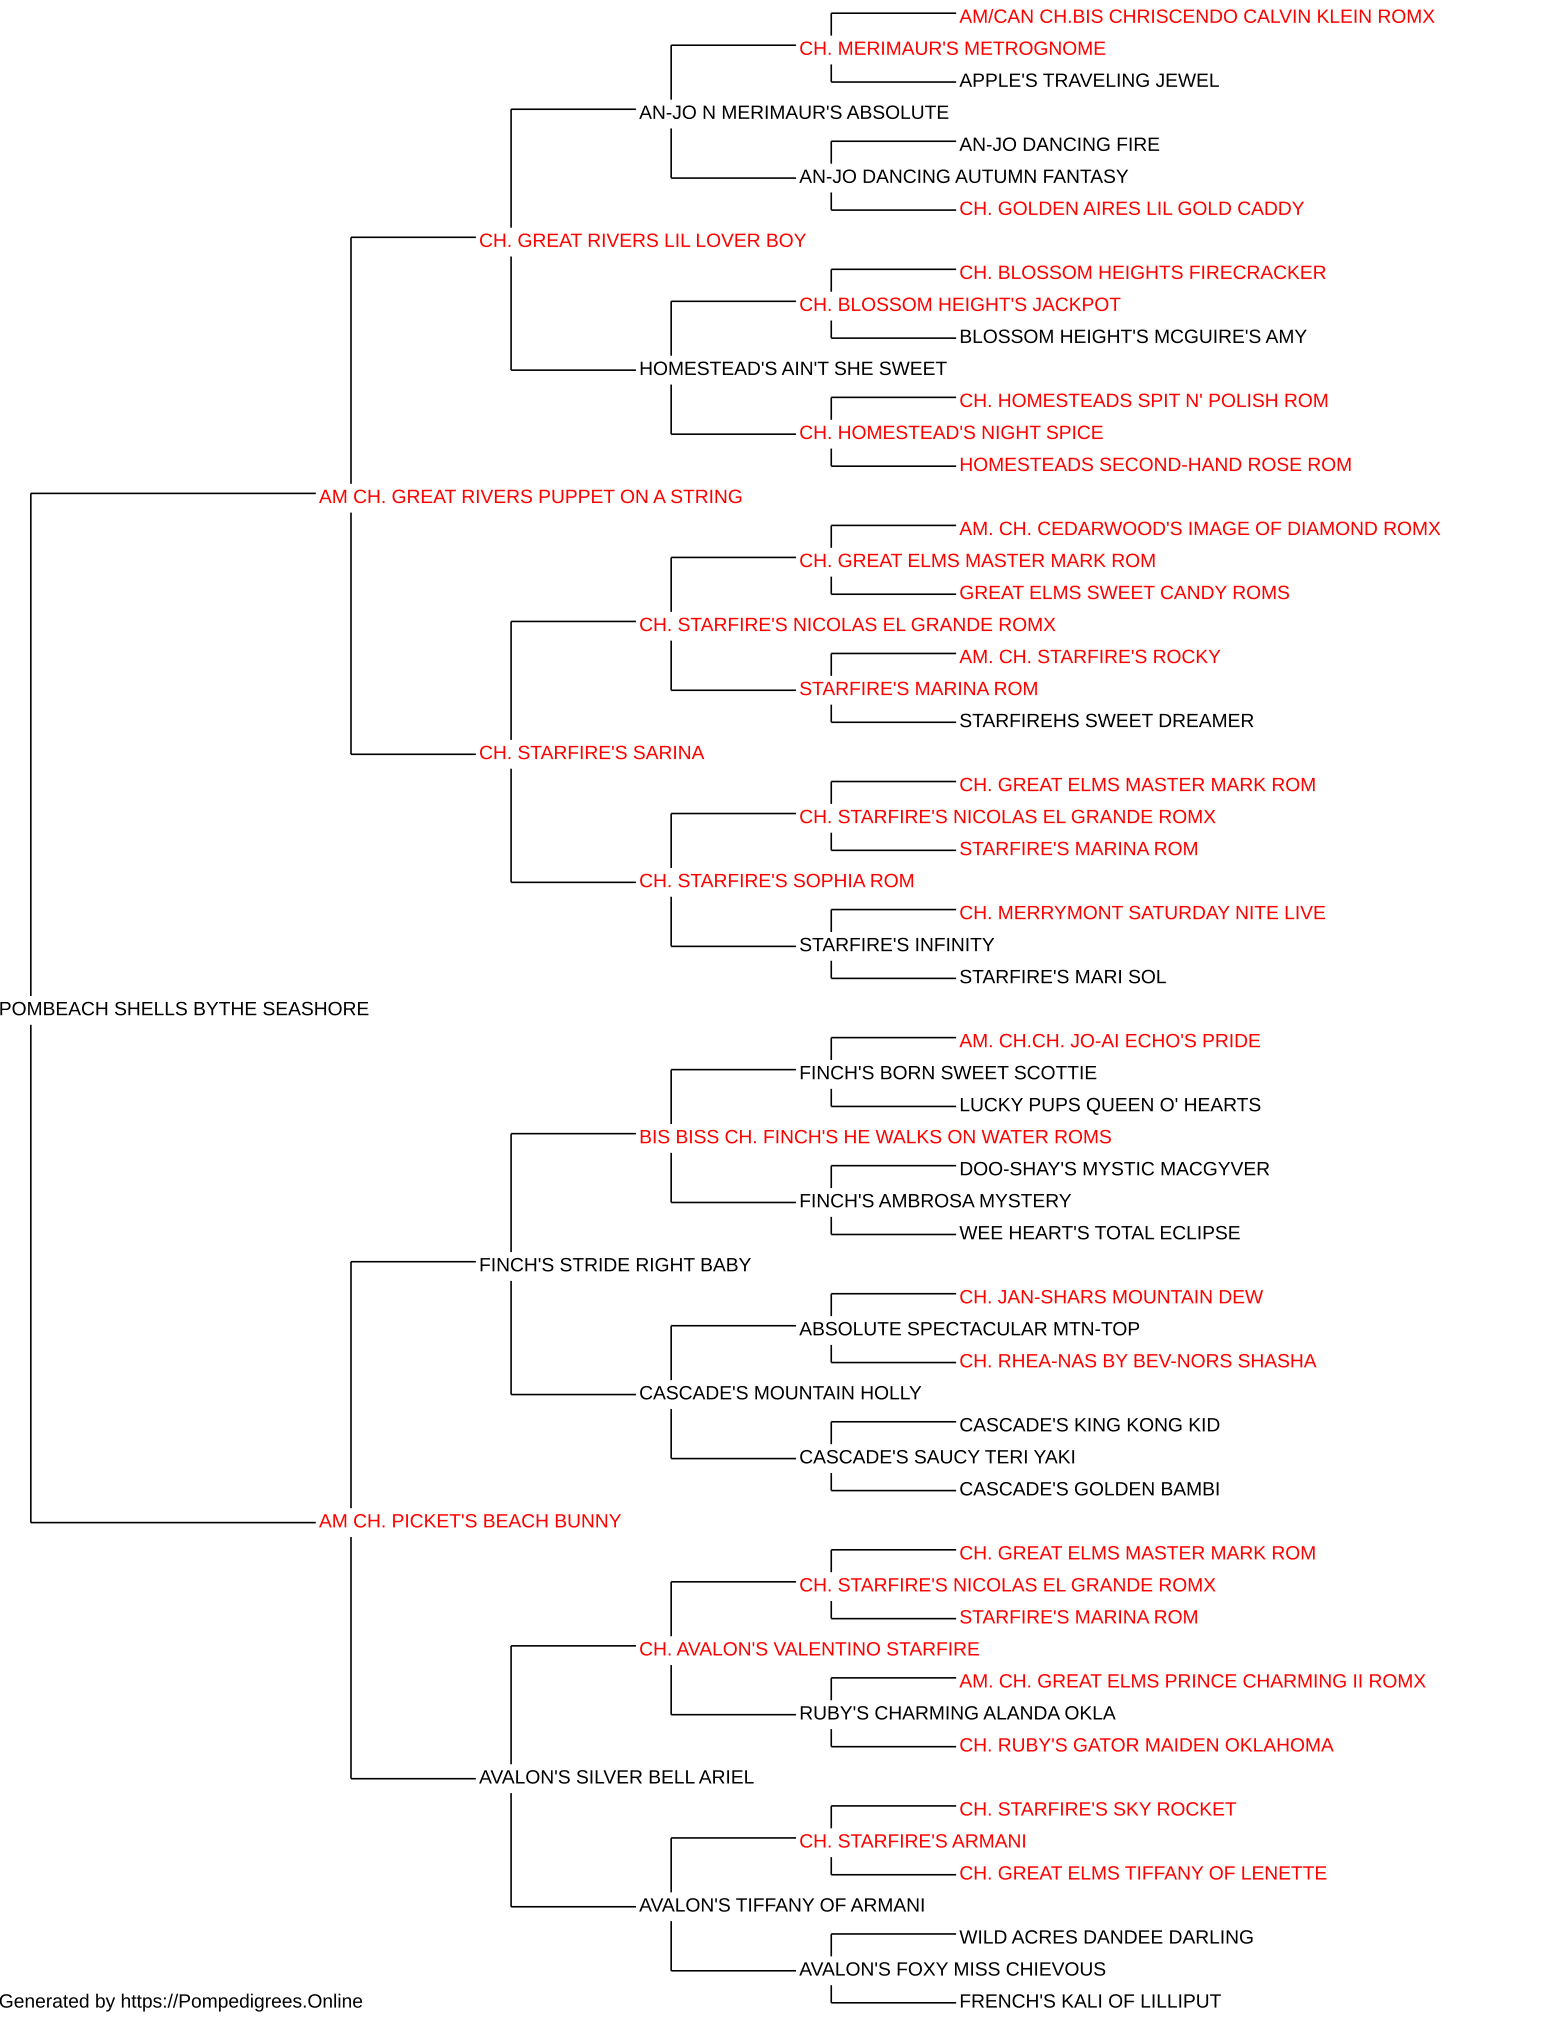 AM/CAN CH.BIS CHRISCENDO CALVIN KLEIN ROMX
CH. MERIMAUR'S METROGNOME
APPLE'S TRAVELING JEWEL
AN-JO N MERIMAUR'S ABSOLUTE
AN-JO DANCING FIRE
AN-JO DANCING AUTUMN FANTASY
CH. GOLDEN AIRES LIL GOLD CADDY
CH. GREAT RIVERS LIL LOVER BOY
CH. BLOSSOM HEIGHTS FIRECRACKER
CH. BLOSSOM HEIGHT'S JACKPOT
BLOSSOM HEIGHT'S MCGUIRE'S AMY
HOMESTEAD'S AIN'T SHE SWEET
CH. HOMESTEADS SPIT N' POLISH ROM
CH. HOMESTEAD'S NIGHT SPICE
HOMESTEADS SECOND-HAND ROSE ROM
AM CH. GREAT RIVERS PUPPET ON A STRING
AM. CH. CEDARWOOD'S IMAGE OF DIAMOND ROMX
CH. GREAT ELMS MASTER MARK ROM
GREAT ELMS SWEET CANDY ROMS
CH. STARFIRE'S NICOLAS EL GRANDE ROMX
AM. CH. STARFIRE'S ROCKY
STARFIRE'S MARINA ROM
STARFIREHS SWEET DREAMER
CH. STARFIRE'S SARINA
CH. GREAT ELMS MASTER MARK ROM
CH. STARFIRE'S NICOLAS EL GRANDE ROMX
STARFIRE'S MARINA ROM
CH. STARFIRE'S SOPHIA ROM
CH. MERRYMONT SATURDAY NITE LIVE
STARFIRE'S INFINITY
STARFIRE'S MARI SOL
POMBEACH SHELLS BYTHE SEASHORE
AM. CH.CH. JO-AI ECHO'S PRIDE
FINCH'S BORN SWEET SCOTTIE
LUCKY PUPS QUEEN O' HEARTS
BIS BISS CH. FINCH'S HE WALKS ON WATER ROMS
DOO-SHAY'S MYSTIC MACGYVER
FINCH'S AMBROSA MYSTERY
WEE HEART'S TOTAL ECLIPSE
FINCH'S STRIDE RIGHT BABY
CH. JAN-SHARS MOUNTAIN DEW
ABSOLUTE SPECTACULAR MTN-TOP
CH. RHEA-NAS BY BEV-NORS SHASHA
CASCADE'S MOUNTAIN HOLLY
CASCADE'S KING KONG KID
CASCADE'S SAUCY TERI YAKI
CASCADE'S GOLDEN BAMBI
AM CH. PICKET'S BEACH BUNNY
CH. GREAT ELMS MASTER MARK ROM
CH. STARFIRE'S NICOLAS EL GRANDE ROMX
STARFIRE'S MARINA ROM
CH. AVALON'S VALENTINO STARFIRE
AM. CH. GREAT ELMS PRINCE CHARMING II ROMX
RUBY'S CHARMING ALANDA OKLA
CH. RUBY'S GATOR MAIDEN OKLAHOMA
AVALON'S SILVER BELL ARIEL
CH. STARFIRE'S SKY ROCKET
CH. STARFIRE'S ARMANI
CH. GREAT ELMS TIFFANY OF LENETTE
AVALON'S TIFFANY OF ARMANI
WILD ACRES DANDEE DARLING
AVALON'S FOXY MISS CHIEVOUS
FRENCH'S KALI OF LILLIPUT
Generated by https://Pompedigrees.Online